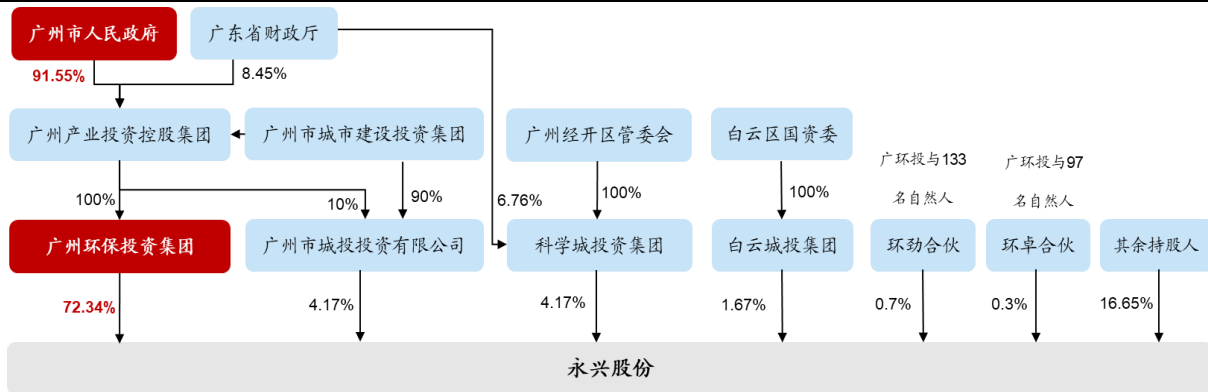 广州市人民政府
广东省财政厅
91.55%
8.45%
广州产业投资控股集团
广州市城市建设投资集团
广州经开区管委会
白云区国资委
广环投与133
名自然人
广环投与97
名自然人
100%
10%
90%
6.76%
100%
100%
广州环保投资集团
广州市城投投资有限公司
科学城投资集团
白云城投集团
环劲合伙
环卓合伙
其余持股人
72.34%
4.17%
4.17%
1.67%
0.7%
0.3%
16.65%
永兴股份